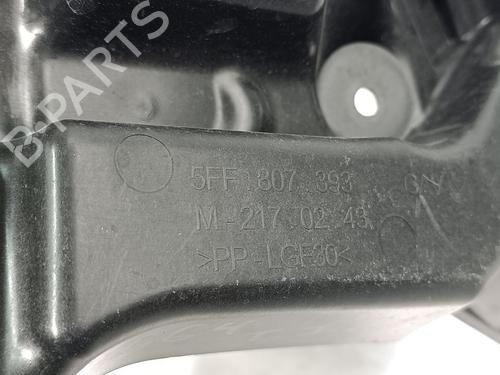 B-PARTS
5FF 807 393
M-217 02 43
>PP-LGF30<